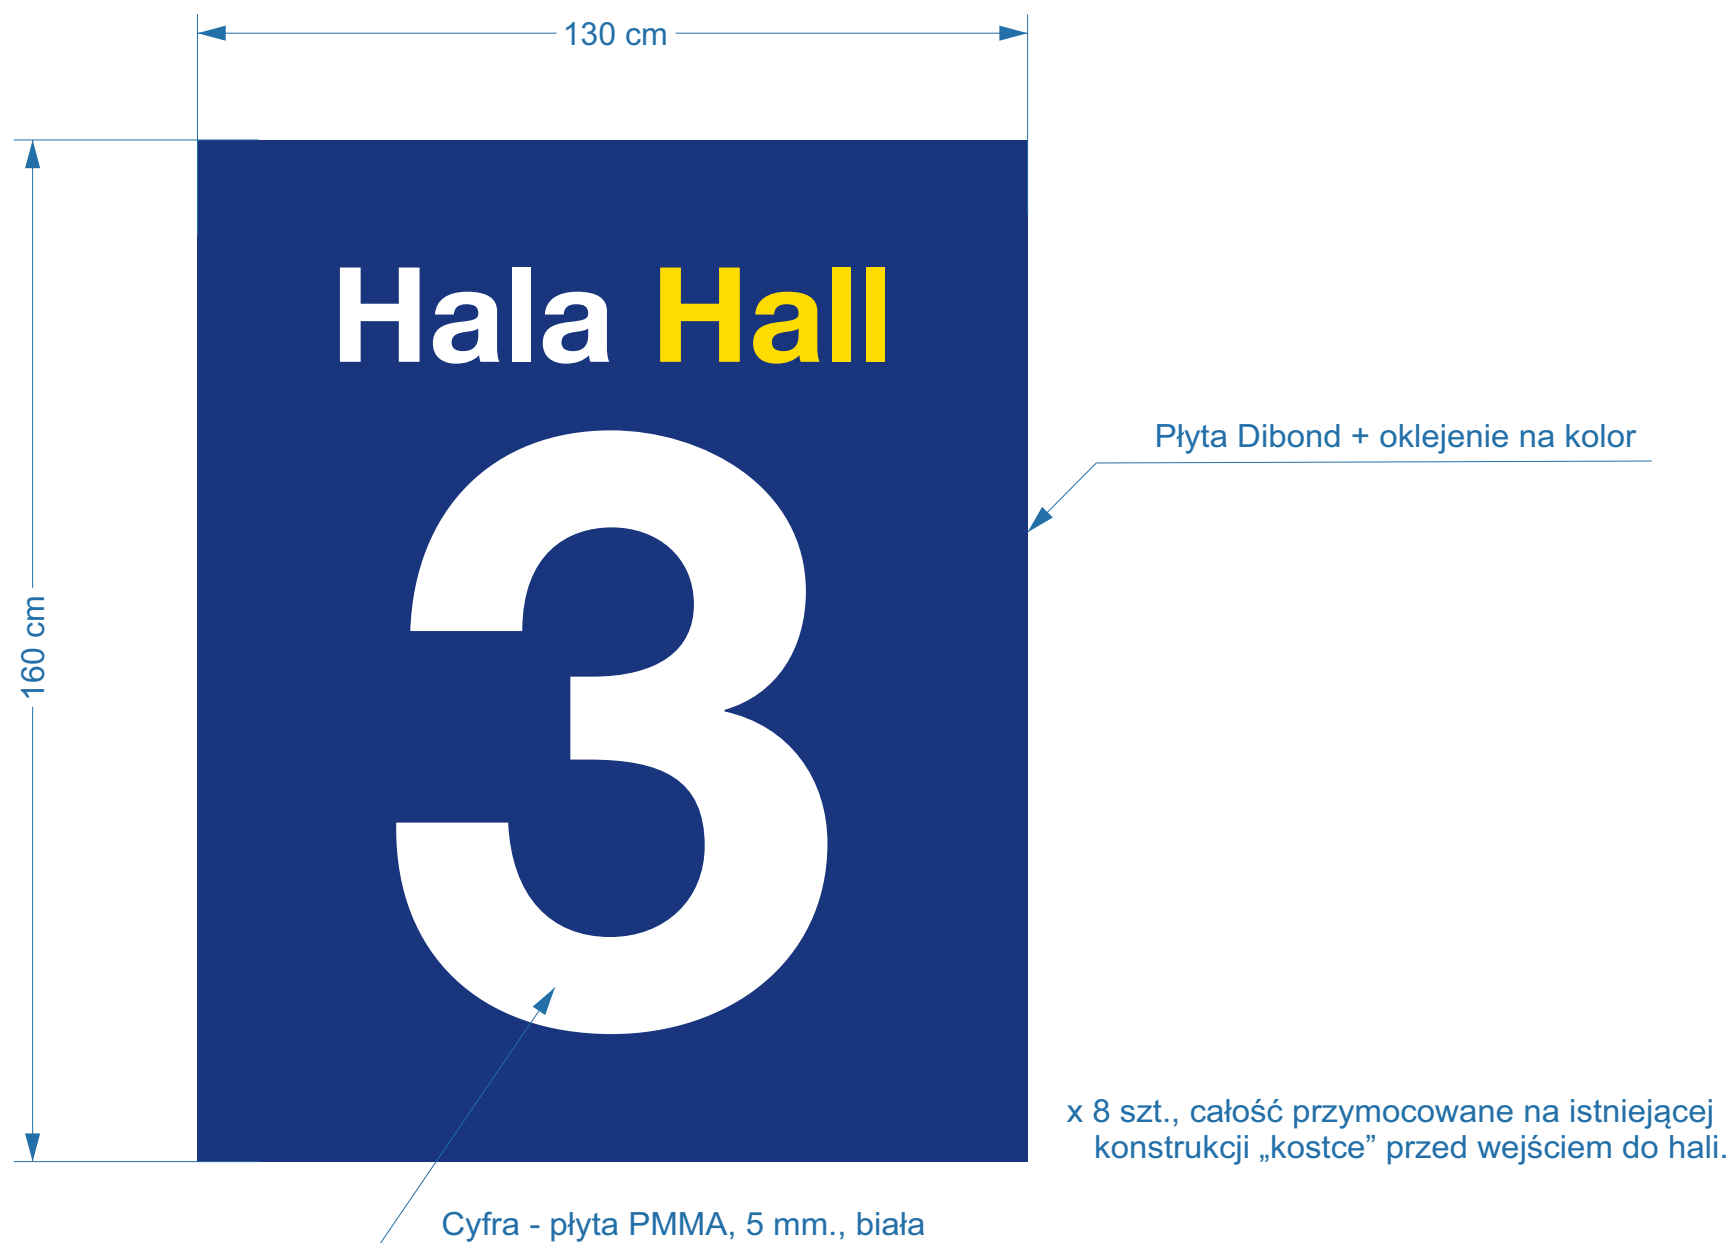 130 cm
160 cm
Hala Hall
3
Płyta Dibond + oklejenie na kolor
x 8 szt., całość przymocowane na istniejącej
konstrukcji „kostce” przed wejściem do hali.
Cyfra - płyta PMMA, 5 mm., biała